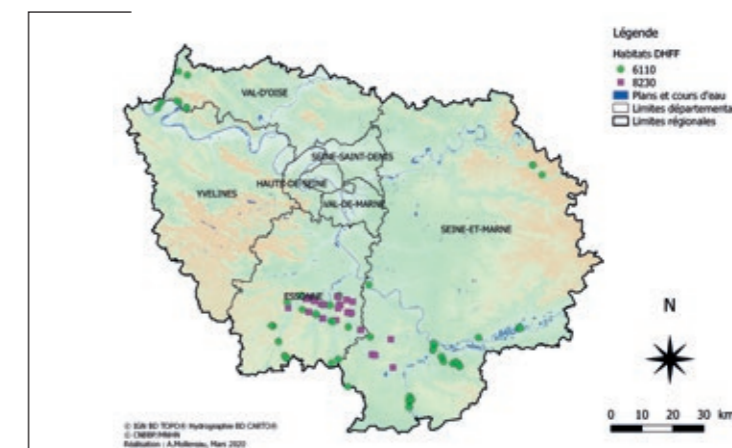 Légende
Habitats DHFF
6110
8230
Plans et cours d'eau
Limites départementa
Limites régionales
VAL-D'OISE
SEINE-SAINT-DENIS
HAUTS-DE-SEINE
YVELINES
VAL-DE-MARNE
SEINE-ET-MARNE
ESSONNE
N
0 10 20 30 km
© IGN BD TOPO® Hydrographie BD CARTO®
© CNBP/MNHN
Réalisation : A.Mollereau, Mars 2020